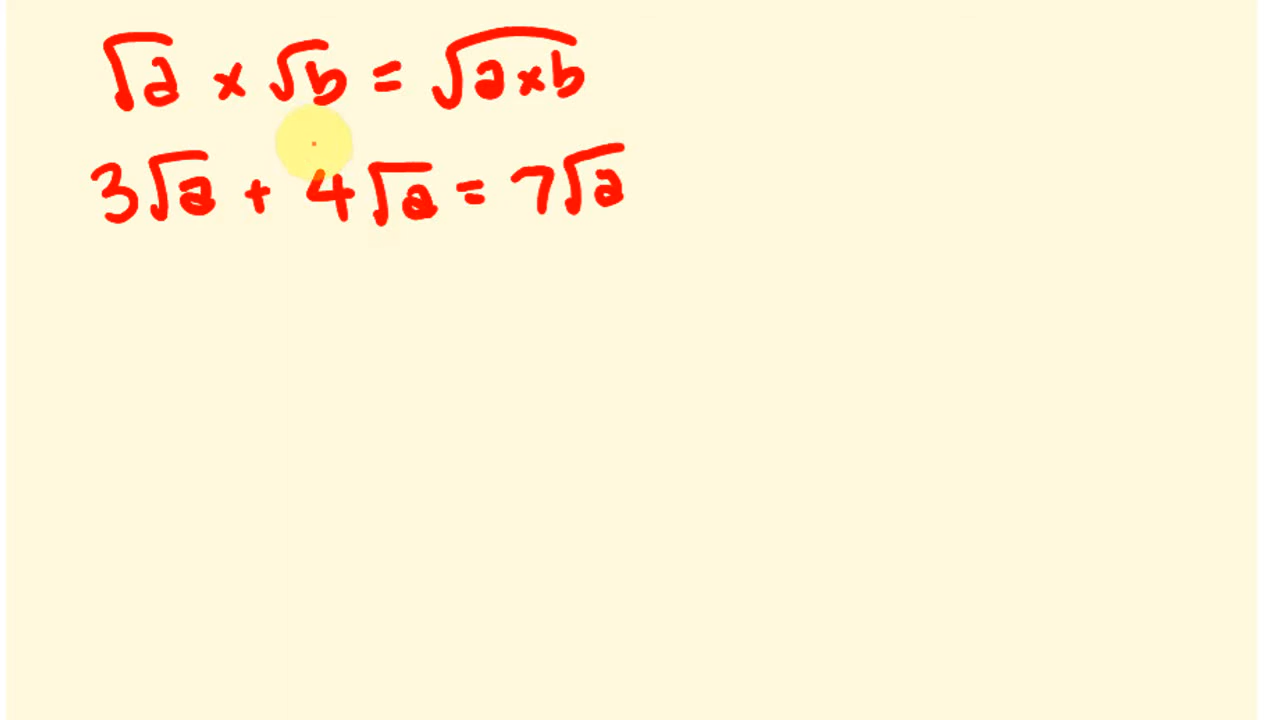 √a × √b = √a×b
3√a + 4√a = 7√a